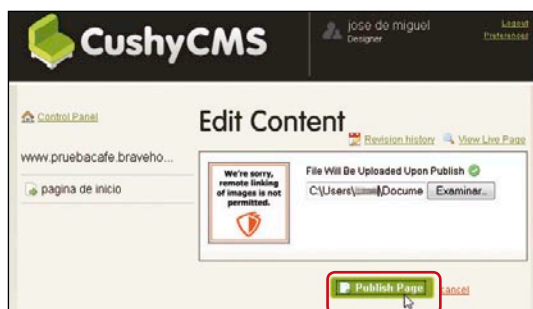 CushyCMS
jose de miguel
Designer
Logout
Preferences
Control Panel
Edit Content
Revision history
View Live Page
www.pruebacafe.braveho...
pagina de inicio
We're sorry,
remote linking
of images is not
permitted.
File Will Be Uploaded Upon Publish
C:\Users\ \Docume Examinar..
Publish Page cancel